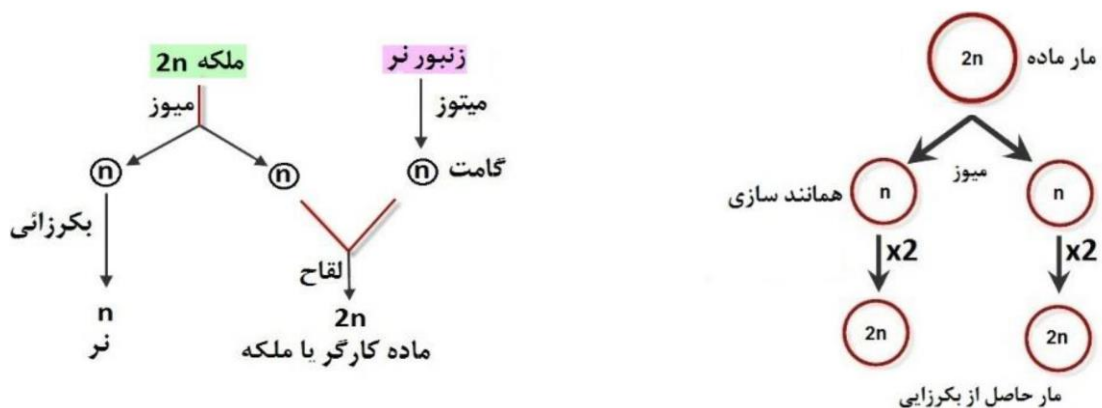 ملکه 2n
زنبور نر
میوز
میتوز
n
n
n
گامت
بکرزائی
لقاح
n
نر
2n
ماده کارگر یا ملکه
2n
مار ماده
میوز
n
n
همانند سازی
x2
x2
2n
2n
مار حاصل از بکرزایی